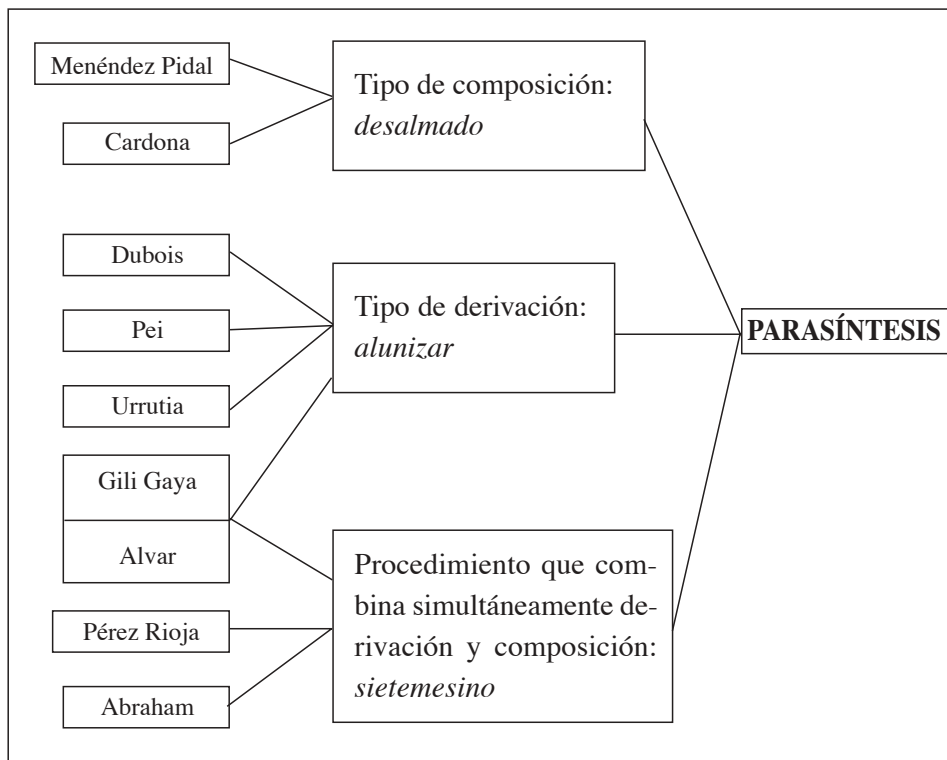 Menéndez Pidal
Cardona
Tipo de composición:
desalmado
Dubois
Pei
Urrutia
Gili Gaya
Alvar
Tipo de derivación:
alunizar
PARASÍNTESIS
Pérez Rioja
Abraham
Procedimiento que com-
bina simultáneamente de-
rivación y composición:
sietemesino